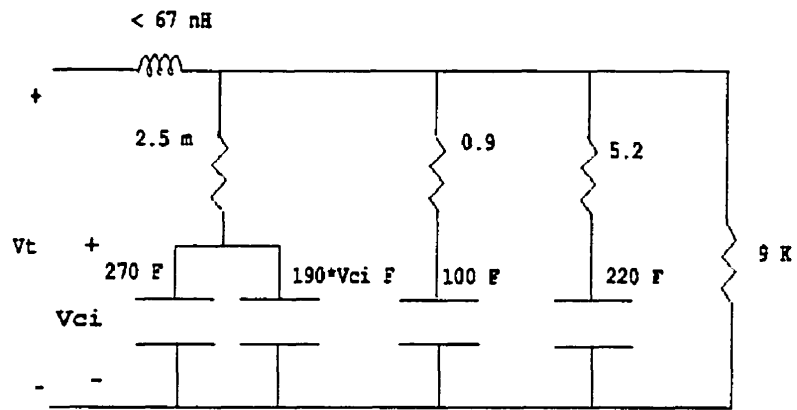 < 67 nH
+
2.5 m
0.9
5.2
Vt
+
270 F
190*Vci F
100 F
220 F
9 K
Vci
-
-